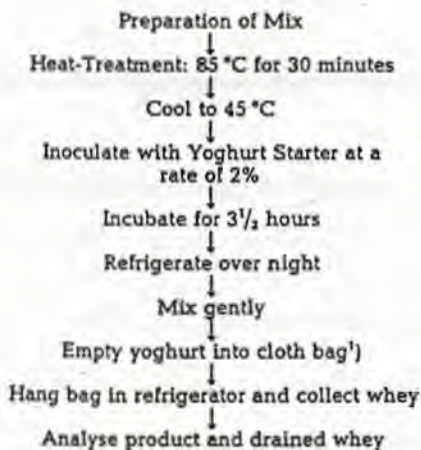 Preparation of Mix
Heat-Treatment: 85 °C for 30 minutes
Cool to 45 °C
Inoculate with Yoghurt Starter at a
rate of 2%
Incubate for 3¹/₂ hours
Refrigerate over night
Mix gently
Empty yoghurt into cloth bag¹)
Hang bag in refrigerator and collect whey
Analyse product and drained whey